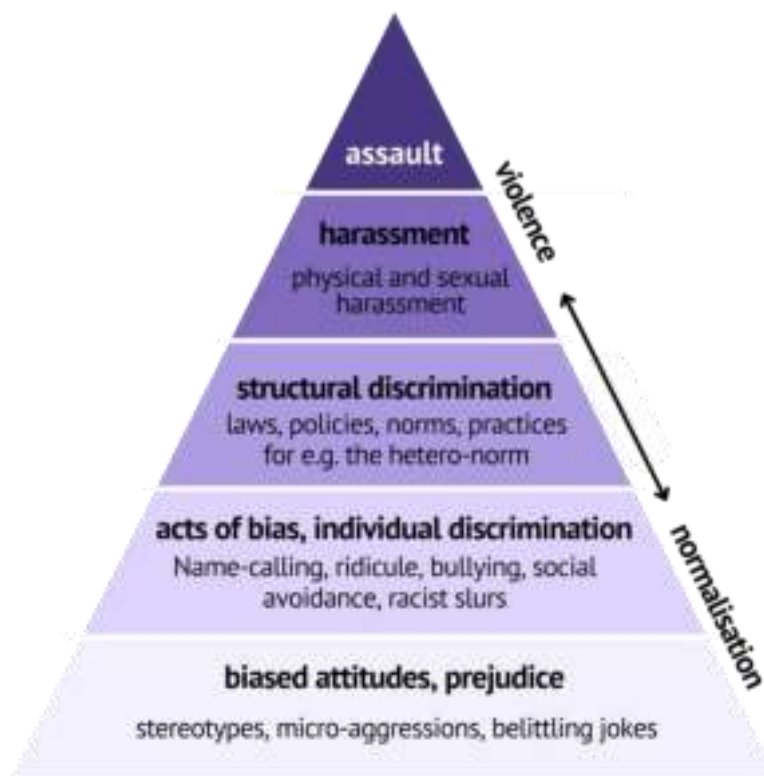 assault
violence
harassment
physical and sexual
harassment
structural discrimination
laws, policies, norms, practices
for e.g. the hetero-norm
acts of bias, individual discrimination
Name-calling, ridicule, bullying, social
avoidance, racist slurs
normalisation
biased attitudes, prejudice
stereotypes, micro-aggressions, belittling jokes